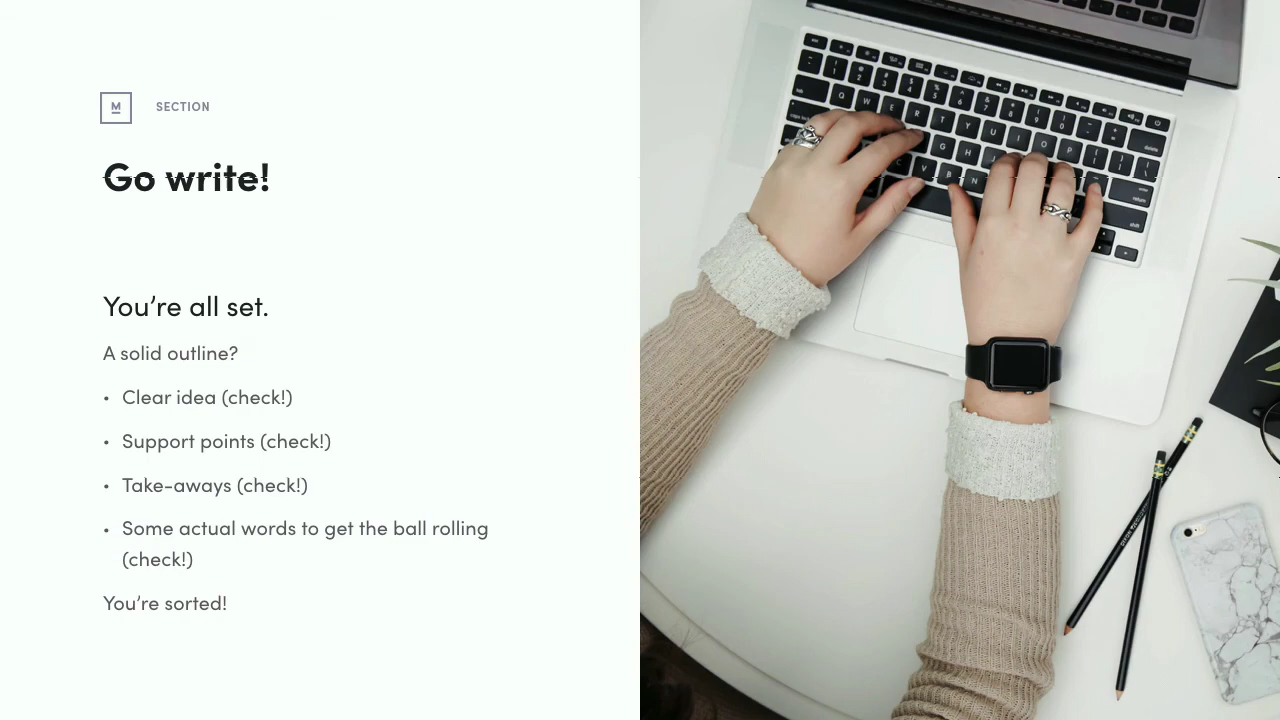 M
SECTION
Go write!
You’re all set.
A solid outline?
• Clear idea (check!)
• Support points (check!)
• Take-aways (check!)
• Some actual words to get the ball rolling
(check!)
You’re sorted!